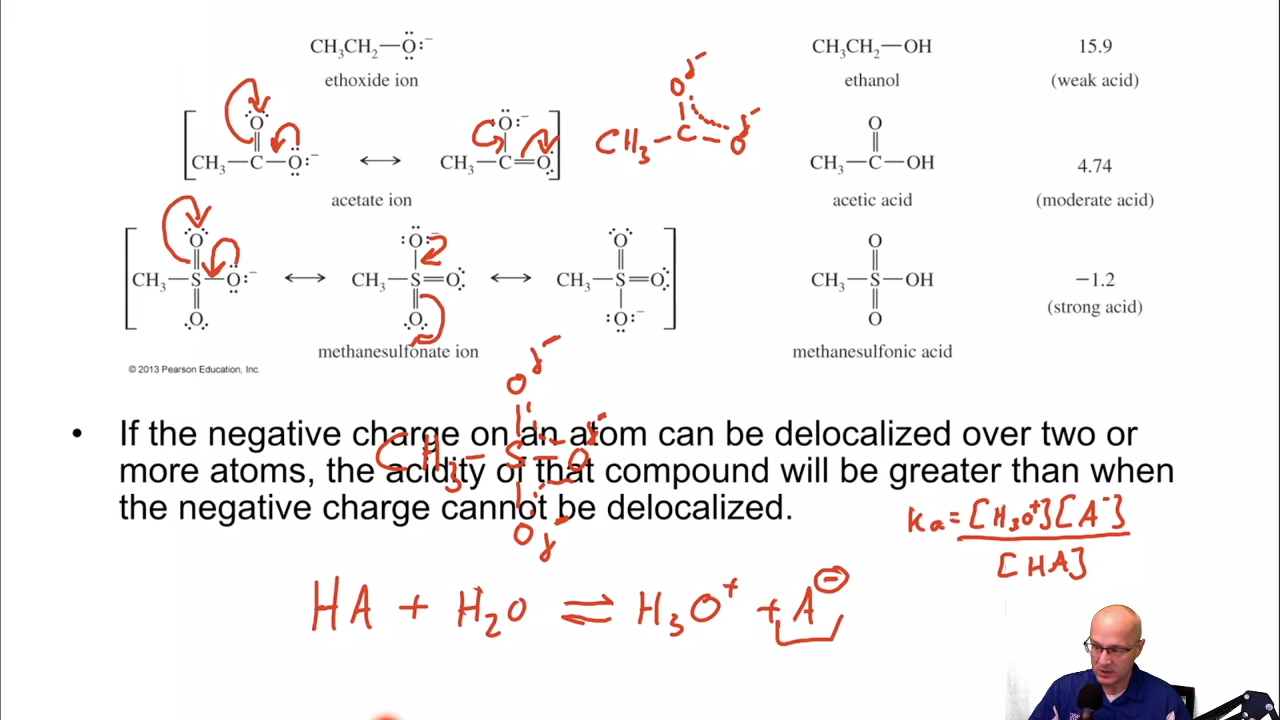 CH₃CH₂—Ö:⁻ CH₃CH₂—OH 15.9
ethoxide ion ethanol (weak acid)
[CH₃—C(=O)—O:⁻ ⟷ CH₃—C(—O:⁻)=O] CH₃—C(=O)—OH 4.74
CH₃—C—O O δ⁻ δ⁻
acetate ion acetic acid (moderate acid)
[CH₃—S(=O)(=O)—O:⁻ ⟷ CH₃—S(—O:⁻)(=O)=O ⟷ CH₃—S(=O)(—O:⁻)=O] CH₃—S(=O)(=O)—OH −1.2
(strong acid)
methanesulfonate ion methanesulfonic acid
© 2013 Pearson Education, Inc.
CH₃—S—O O O δ⁻ δ⁻ δ⁻
• If the negative charge on an atom can be delocalized over two or
more atoms, the acidity of that compound will be greater than when
the negative charge cannot be delocalized.
Ka = [H₃O⁺][A⁻]
[HA]
HA + H₂O ⇌ H₃O⁺ + A⊖